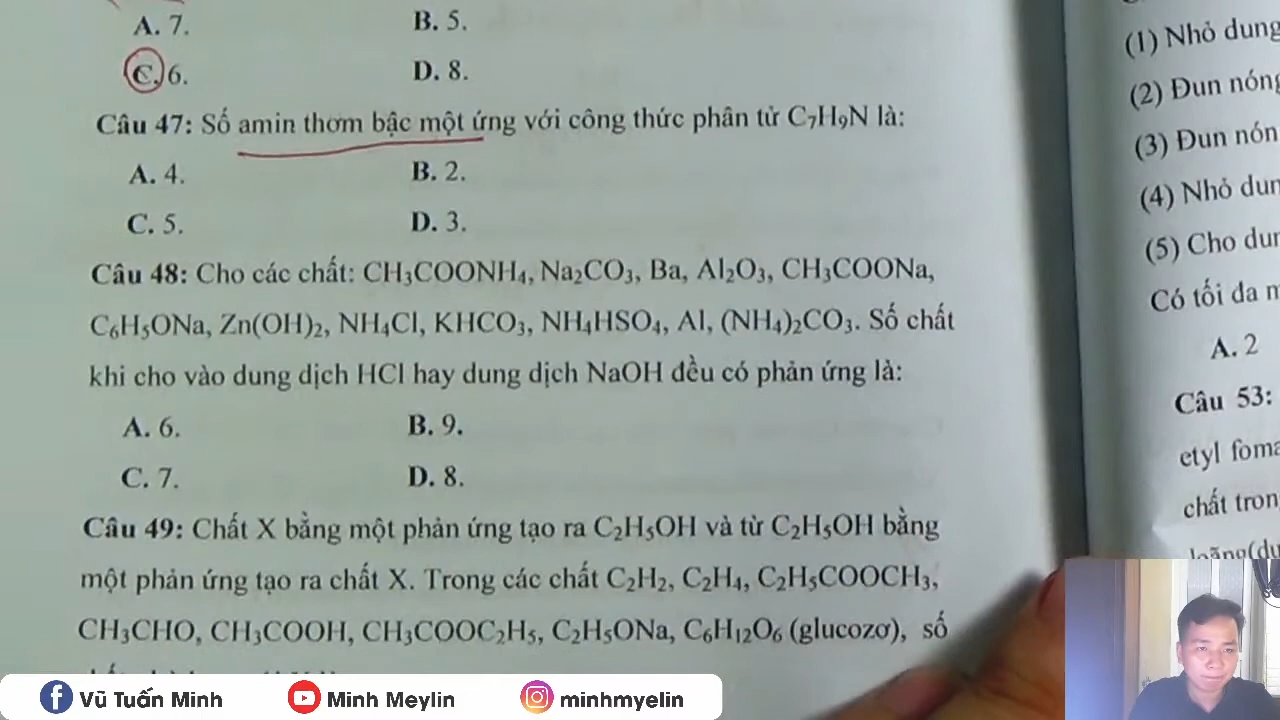 A. 7.
B. 5.
C. 6.
D. 8.
Câu 47: Số amin thơm bậc một ứng với công thức phân tử C₇H₉N là:
A. 4.
B. 2.
C. 5.
D. 3.
Câu 48: Cho các chất: CH₃COONH₄, Na₂CO₃, Ba, Al₂O₃, CH₃COONa,
C₆H₅ONa, Zn(OH)₂, NH₄Cl, KHCO₃, NH₄HSO₄, Al, (NH₄)₂CO₃. Số chất
khi cho vào dung dịch HCl hay dung dịch NaOH đều có phản ứng là:
A. 6.
B. 9.
C. 7.
D. 8.
Câu 49: Chất X bằng một phản ứng tạo ra C₂H₅OH và từ C₂H₅OH bằng
một phản ứng tạo ra chất X. Trong các chất C₂H₂, C₂H₄, C₂H₅COOCH₃,
CH₃CHO, CH₃COOH, CH₃COOC₂H₅, C₂H₅ONa, C₆H₁₂O₆ (glucozơ), số
(1) Nhỏ dung
(2) Đun nóng
(3) Đun nón
(4) Nhỏ dun
(5) Cho dun
Có tối đa
A. 2
Câu 53:
etyl foma
chất tron
Vũ Tuấn Minh
Minh Meylin
minhmyelin